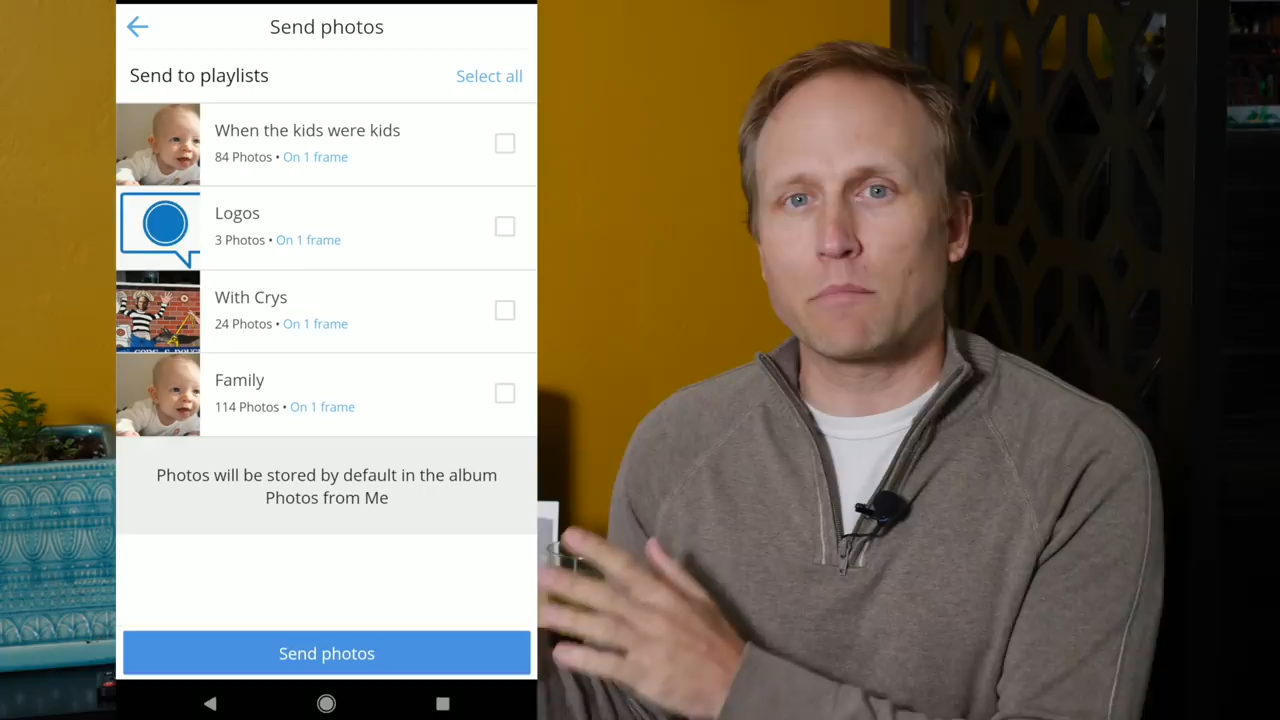 Send photos
Send to playlists
Select all
When the kids were kids
84 Photos • On 1 frame
Logos
3 Photos • On 1 frame
With Crys
24 Photos • On 1 frame
Family
114 Photos • On 1 frame
Photos will be stored by default in the album
Photos from Me
Send photos